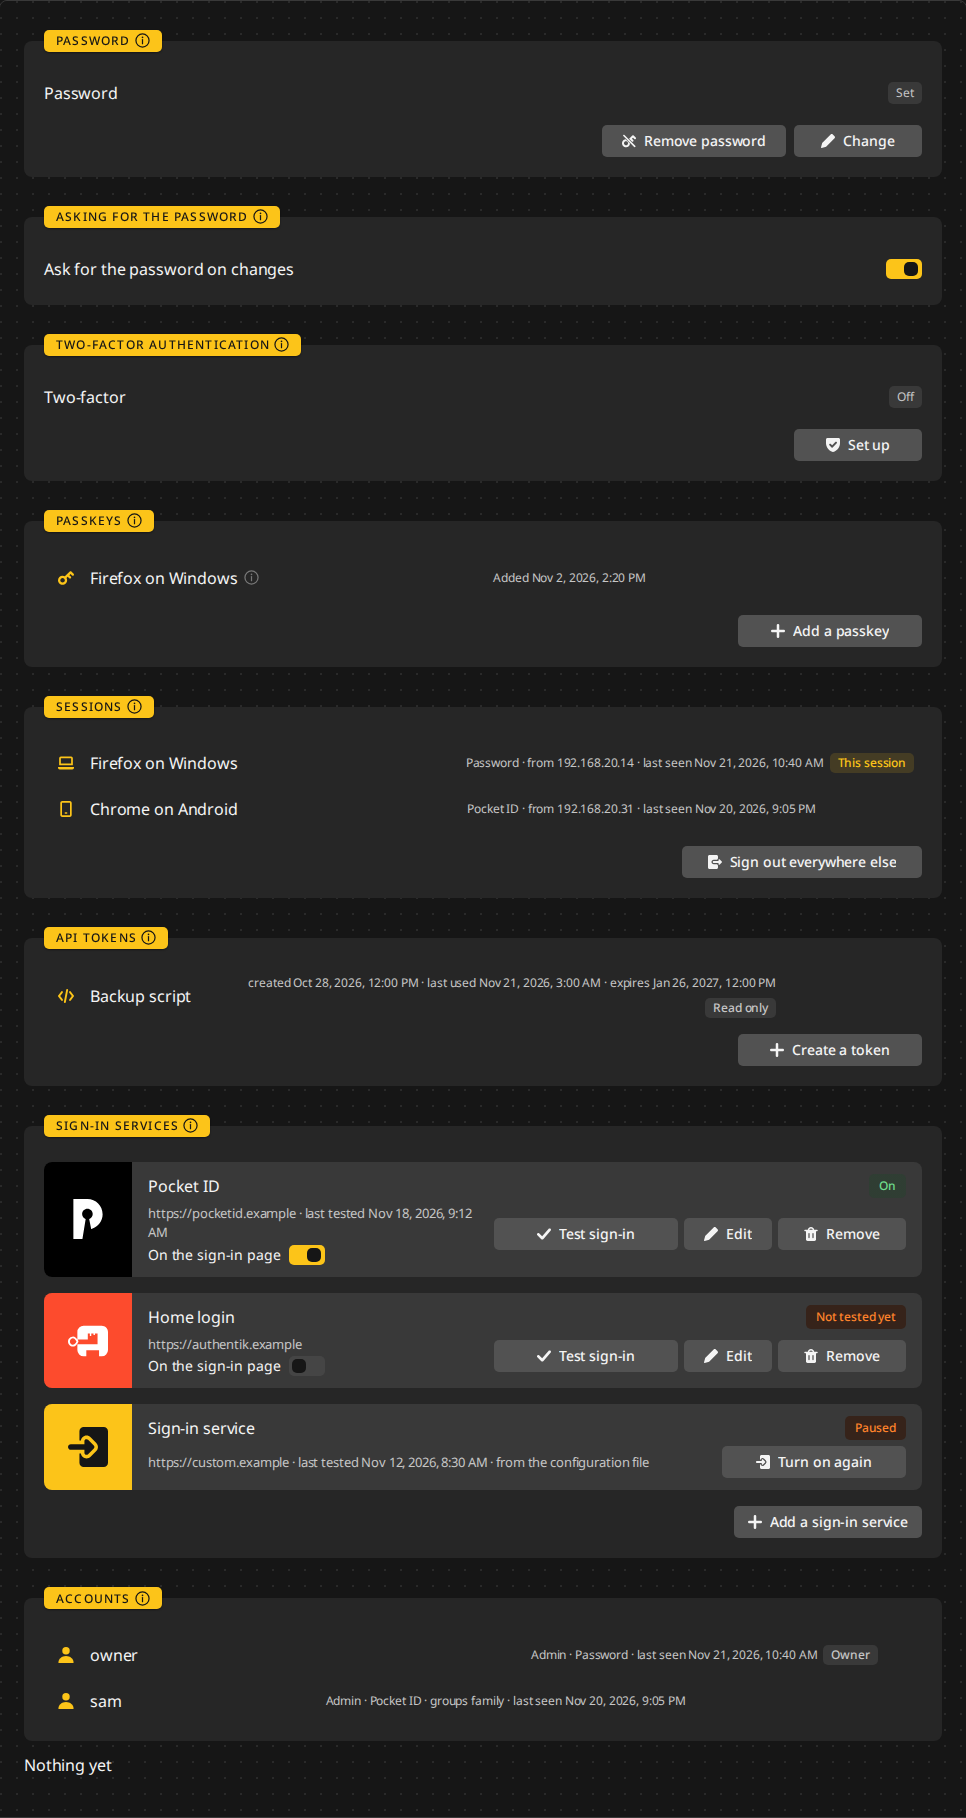 PASSWORD
Password
Set
Remove password
Change
ASKING FOR THE PASSWORD
Ask for the password on changes
TWO-FACTOR AUTHENTICATION
Two-factor
Off
Set up
PASSKEYS
Firefox on Windows
Added Nov 2, 2026, 2:20 PM
Add a passkey
SESSIONS
Firefox on Windows
Password · from 192.168.20.14 · last seen Nov 21, 2026, 10:40 AM
This session
Chrome on Android
Pocket ID · from 192.168.20.31 · last seen Nov 20, 2026, 9:05 PM
Sign out everywhere else
API TOKENS
Backup script
created Oct 28, 2026, 12:00 PM · last used Nov 21, 2026, 3:00 AM · expires Jan 26, 2027, 12:00 PM
Read only
Create a token
SIGN-IN SERVICES
Pocket ID
On
https://pocketid.example · last tested Nov 18, 2026, 9:12
AM
On the sign-in page
Test sign-in
Edit
Remove
Home login
Not tested yet
https://authentik.example
On the sign-in page
Test sign-in
Edit
Remove
Sign-in service
Paused
https://custom.example · last tested Nov 12, 2026, 8:30 AM · from the configuration file
Turn on again
Add a sign-in service
ACCOUNTS
owner
Admin · Password · last seen Nov 21, 2026, 10:40 AM
Owner
sam
Admin · Pocket ID · groups family · last seen Nov 20, 2026, 9:05 PM
Nothing yet